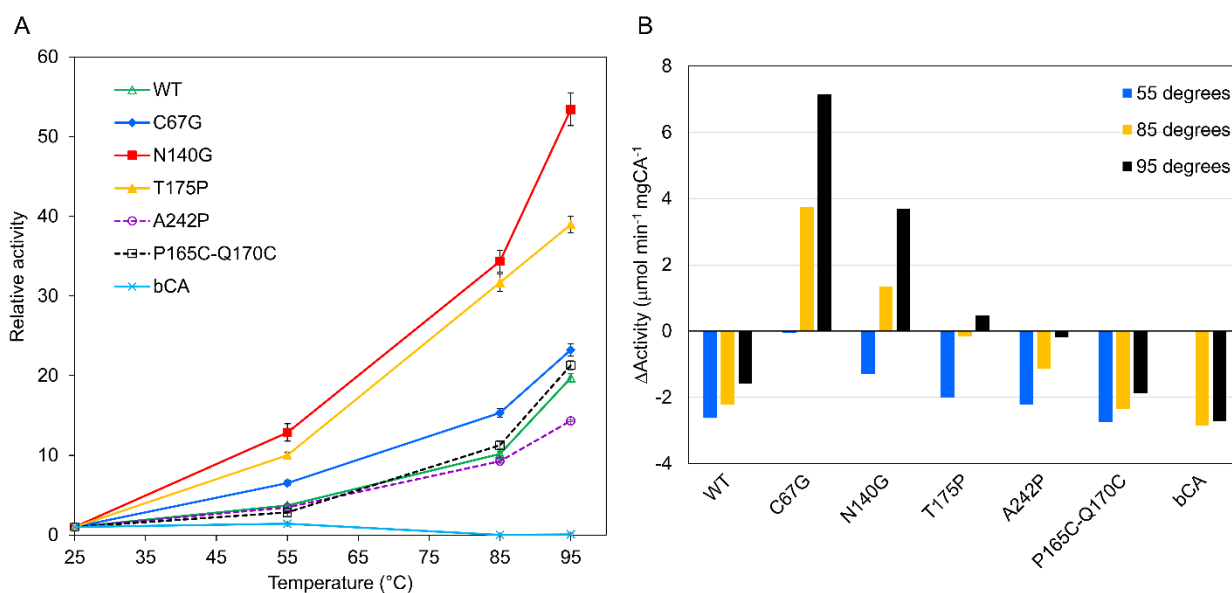 A
Relative activity
60
50
40
30
20
10
0
WT
C67G
N140G
T175P
A242P
P165C-Q170C
bCA
25 35 45 55 65 75 85 95
Temperature (°C)
B
ΔActivity (µmol min⁻¹ mgCA⁻¹)
8
6
4
2
0
-2
-4
55 degrees
85 degrees
95 degrees
WT
C67G
N140G
T175P
A242P
P165C-Q170C
bCA